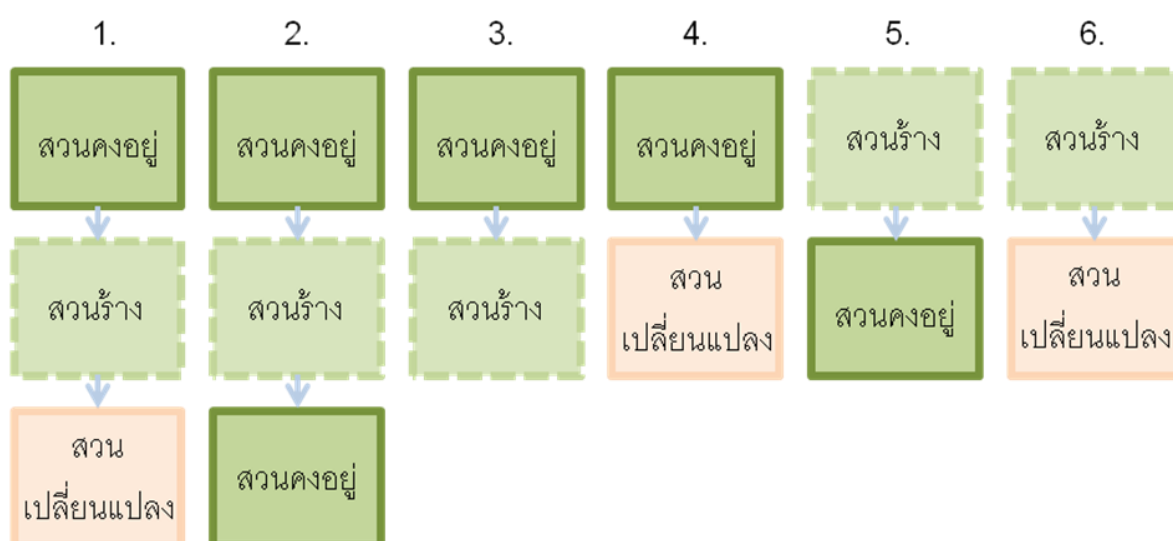 1.
2.
3.
4.
5.
6.
สวนคงอยู่
สวนคงอยู่
สวนคงอยู่
สวนคงอยู่
สวนร้าง
สวนร้าง
สวนร้าง
สวนร้าง
สวนร้าง
สวน
เปลี่ยนแปลง
สวนคงอยู่
สวน
เปลี่ยนแปลง
สวน
เปลี่ยนแปลง
สวนคงอยู่